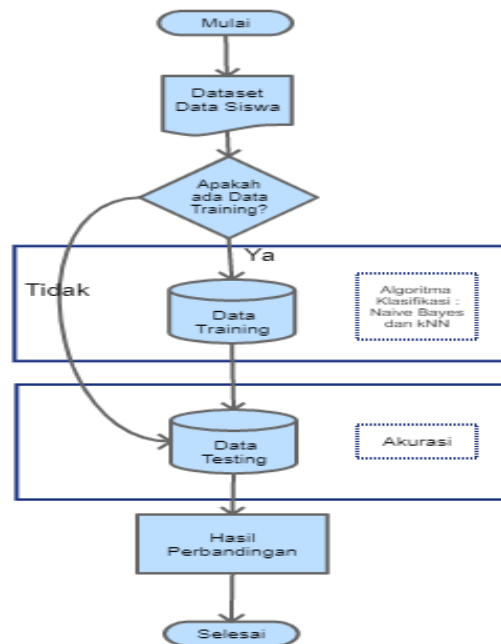 Mulai
Dataset
Data Siswa
Apakah
ada Data
Training?
Ya
Tidak
Data
Training
Algoritma
Klasifikasi :
Naive Bayes
dan kNN
Data
Testing
Akurasi
Hasil
Perbandingan
Selesai